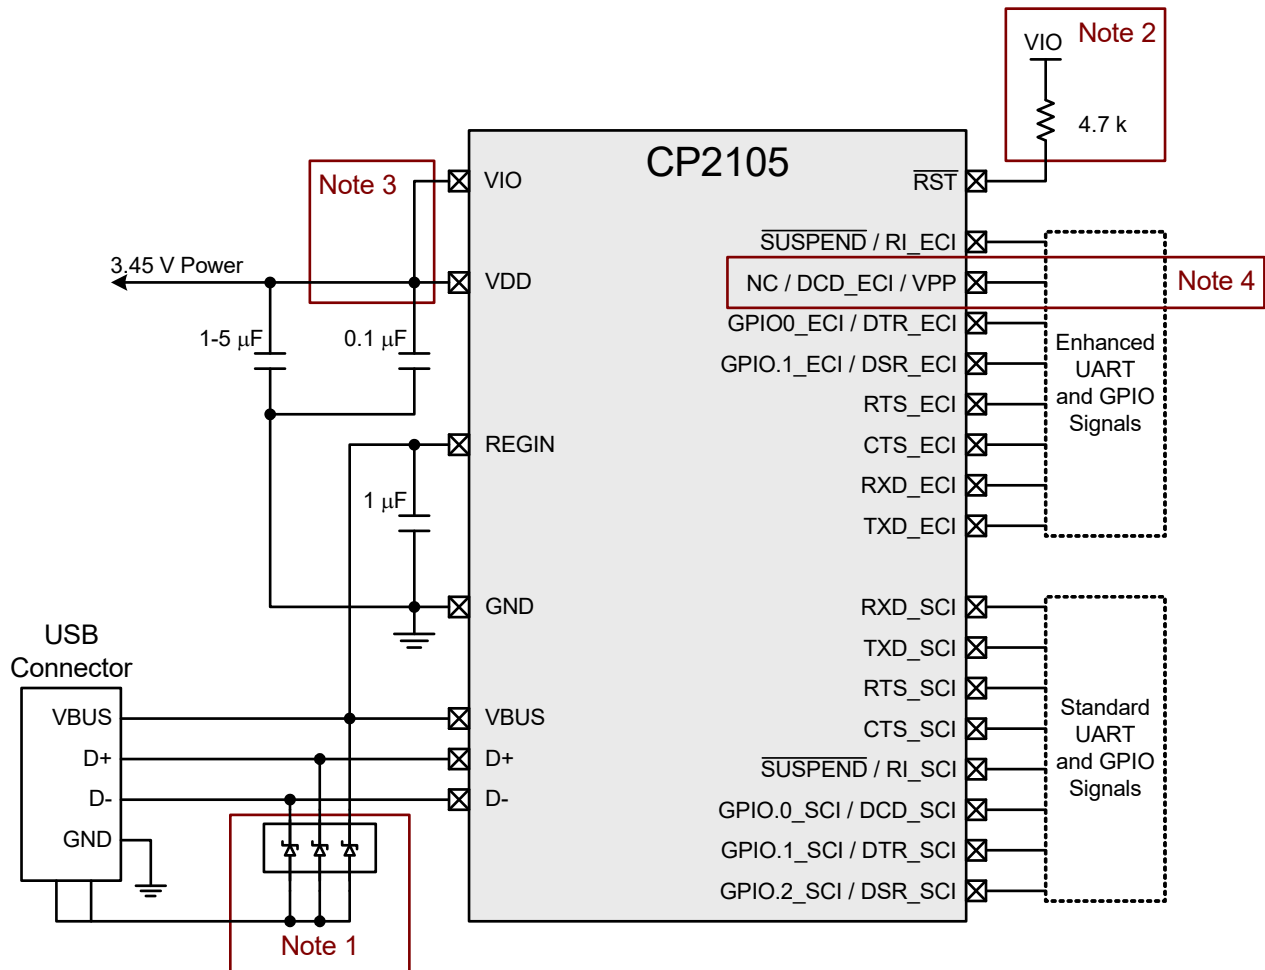 Note 2
VIO
4.7 k
CP2105
Note 3
VIO
RST
SUSPEND / RI_ECI
3.45 V Power
VDD
NC / DCD_ECI / VPP
Note 4
GPIO0_ECI / DTR_ECI
1-5 μF
0.1 μF
GPIO.1_ECI / DSR_ECI
RTS_ECI
CTS_ECI
RXD_ECI
TXD_ECI
Enhanced
UART
and GPIO
Signals
REGIN
1 μF
GND
RXD_SCI
TXD_SCI
RTS_SCI
CTS_SCI
SUSPEND / RI_SCI
GPIO.0_SCI / DCD_SCI
GPIO.1_SCI / DTR_SCI
GPIO.2_SCI / DSR_SCI
Standard
UART
and GPIO
Signals
USB
Connector
VBUS
D+
D-
GND
VBUS
D+
D-
Note 1